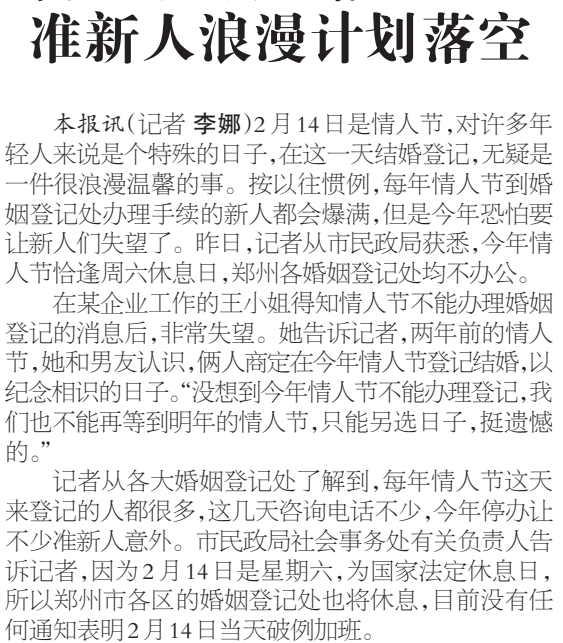 准新人浪漫计划落空
本报讯(记者 李娜)2月14日是情人节,对许多年
轻人来说是个特殊的日子,在这一天结婚登记,无疑是
一件很浪漫温馨的事。按以往惯例,每年情人节到婚
姻登记处办理手续的新人都会爆满,但是今年恐怕要
让新人们失望了。昨日,记者从市民政局获悉,今年情
人节恰逢周六休息日,郑州各婚姻登记处均不办公。
在某企业工作的王小姐得知情人节不能办理婚姻
登记的消息后,非常失望。她告诉记者,两年前的情人
节,她和男友认识,俩人商定在今年情人节登记结婚,以
纪念相识的日子。“没想到今年情人节不能办理登记,我
们也不能再等到明年的情人节,只能另选日子,挺遗憾
的。”
记者从各大婚姻登记处了解到,每年情人节这天
来登记的人都很多,这几天咨询电话不少,今年停办让
不少准新人意外。市民政局社会事务处有关负责人告
诉记者,因为2月14日是星期六,为国家法定休息日,
所以郑州市各区的婚姻登记处也将休息,目前没有任
何通知表明2月14日当天破例加班。